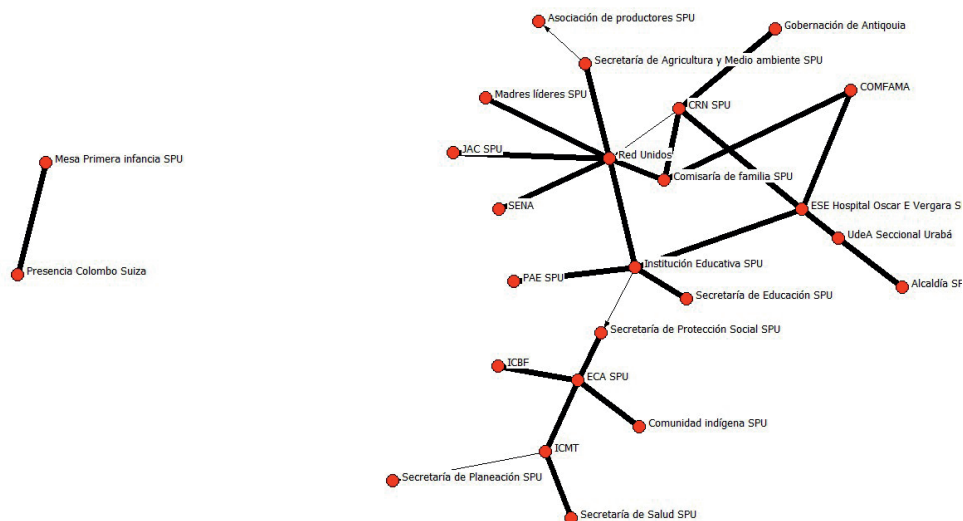 Asociación de productores SPU
Gobernación de Antiqouia
Secretaría de Agricultura y Medio ambiente SPU
Madres líderes SPU
COMFAMA
CRN SPU
JAC SPU
Red Unidos
Mesa Primera infancia SPU
Comisaría de familia SPU
SENA
ESE Hospital Oscar E Vergara S
UdeA Seccional Urabá
Institución Educativa SPU
Presencia Colombo Suiza
PAE SPU
Alcaldía SP
Secretaría de Educación SPU
Secretaría de Protección Social SPU
ICBF
ECA SPU
Comunidad indígena SPU
ICMT
Secretaría de Planeación SPU
Secretaría de Salud SPU